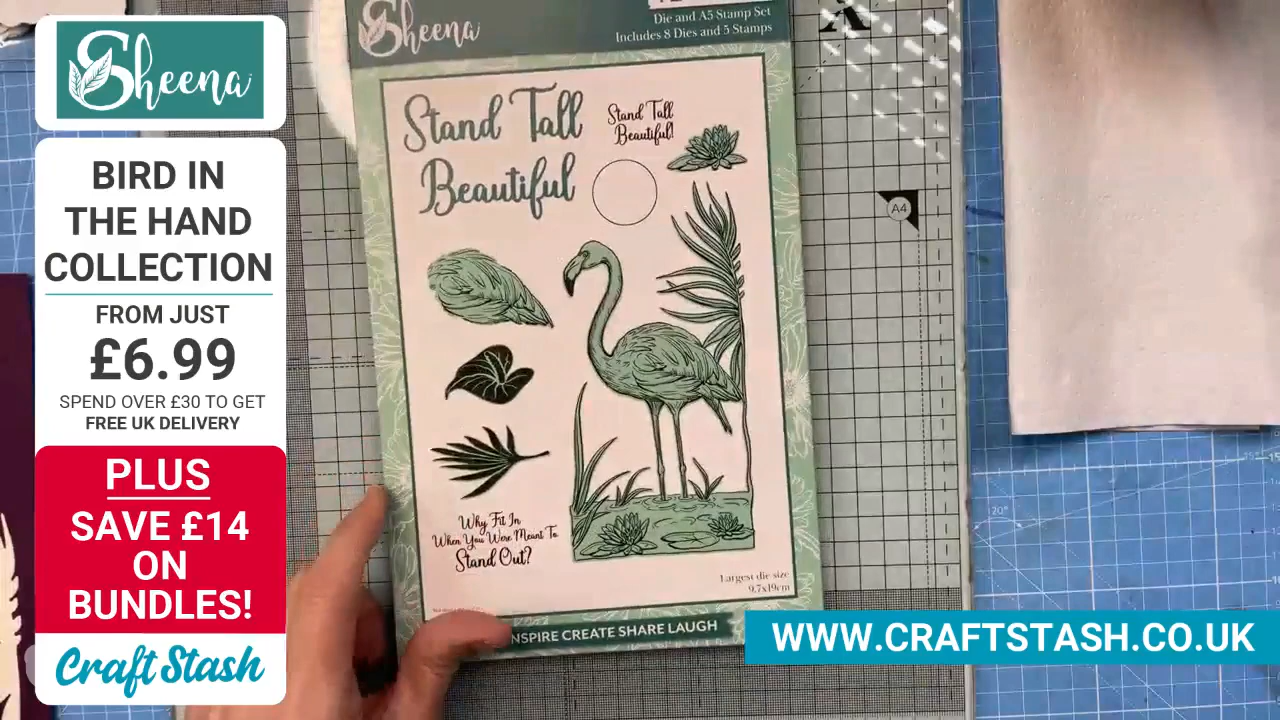 Sheena
BIRD IN
THE HAND
COLLECTION
FROM JUST
£6.99
SPEND OVER £30 TO GET
FREE UK DELIVERY
PLUS
SAVE £14
ON
BUNDLES!
Craft Stash
Sheena
Die and A5 Stamp Set
Includes 8 Dies and 5 Stamps
Stand Tall
Beautiful
Stand Tall
Beautiful!
Why Fit In
When You Were Meant To
Stand Out?
Largest die size
9.7x19cm
INSPIRE CREATE SHARE LAUGH
A4
WWW.CRAFTSTASH.CO.UK